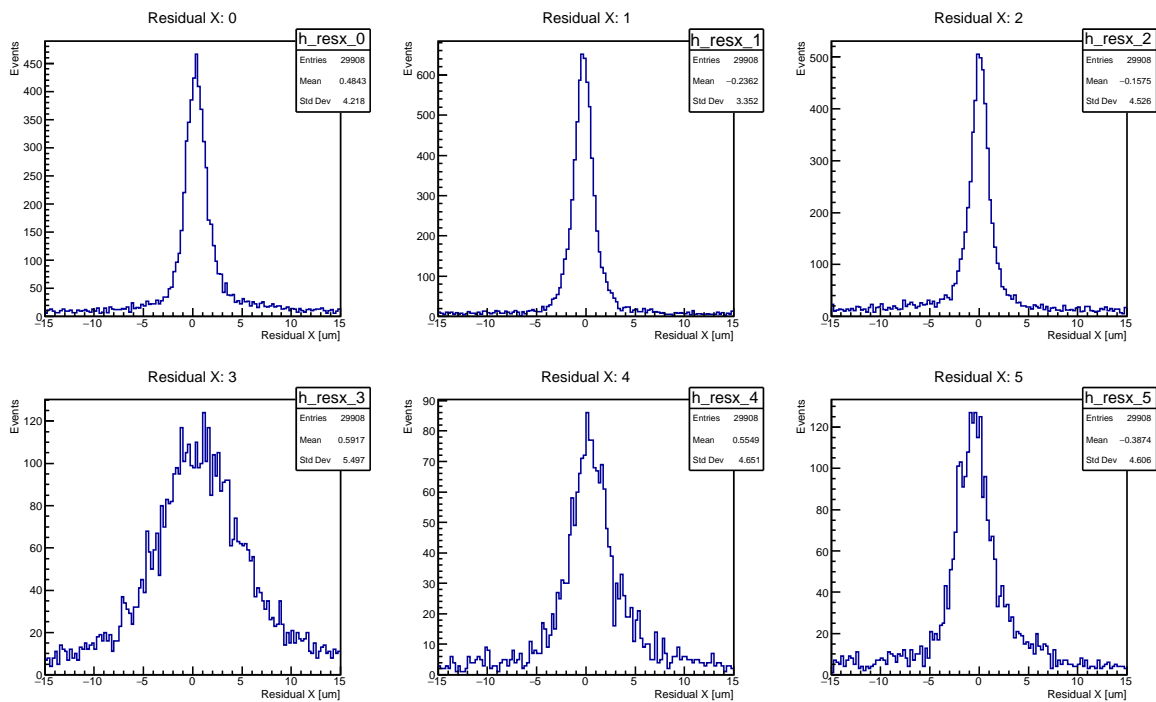 Residual X: 0
h_resx_0
Entries 29908
Mean 0.4843
Std Dev 4.218
Events
450
400
350
300
250
200
150
100
50
0
−15 −10 −5 0 5 10 15
Residual X [um]
Residual X: 1
h_resx_1
Entries 29908
Mean −0.2362
Std Dev 3.352
Events
600
500
400
300
200
100
0
−15 −10 −5 0 5 10 15
Residual X [um]
Residual X: 2
h_resx_2
Entries 29908
Mean −0.1575
Std Dev 4.526
Events
500
400
300
200
100
0
−15 −10 −5 0 5 10 15
Residual X [um]
Residual X: 3
h_resx_3
Entries 29908
Mean 0.5917
Std Dev 5.497
Events
120
100
80
60
40
20
0
−15 −10 −5 0 5 10 15
Residual X [um]
Residual X: 4
h_resx_4
Entries 29908
Mean 0.5549
Std Dev 4.651
Events
90
80
70
60
50
40
30
20
10
0
−15 −10 −5 0 5 10 15
Residual X [um]
Residual X: 5
h_resx_5
Entries 29908
Mean −0.3874
Std Dev 4.606
Events
120
100
80
60
40
20
0
−15 −10 −5 0 5 10 15
Residual X [um]